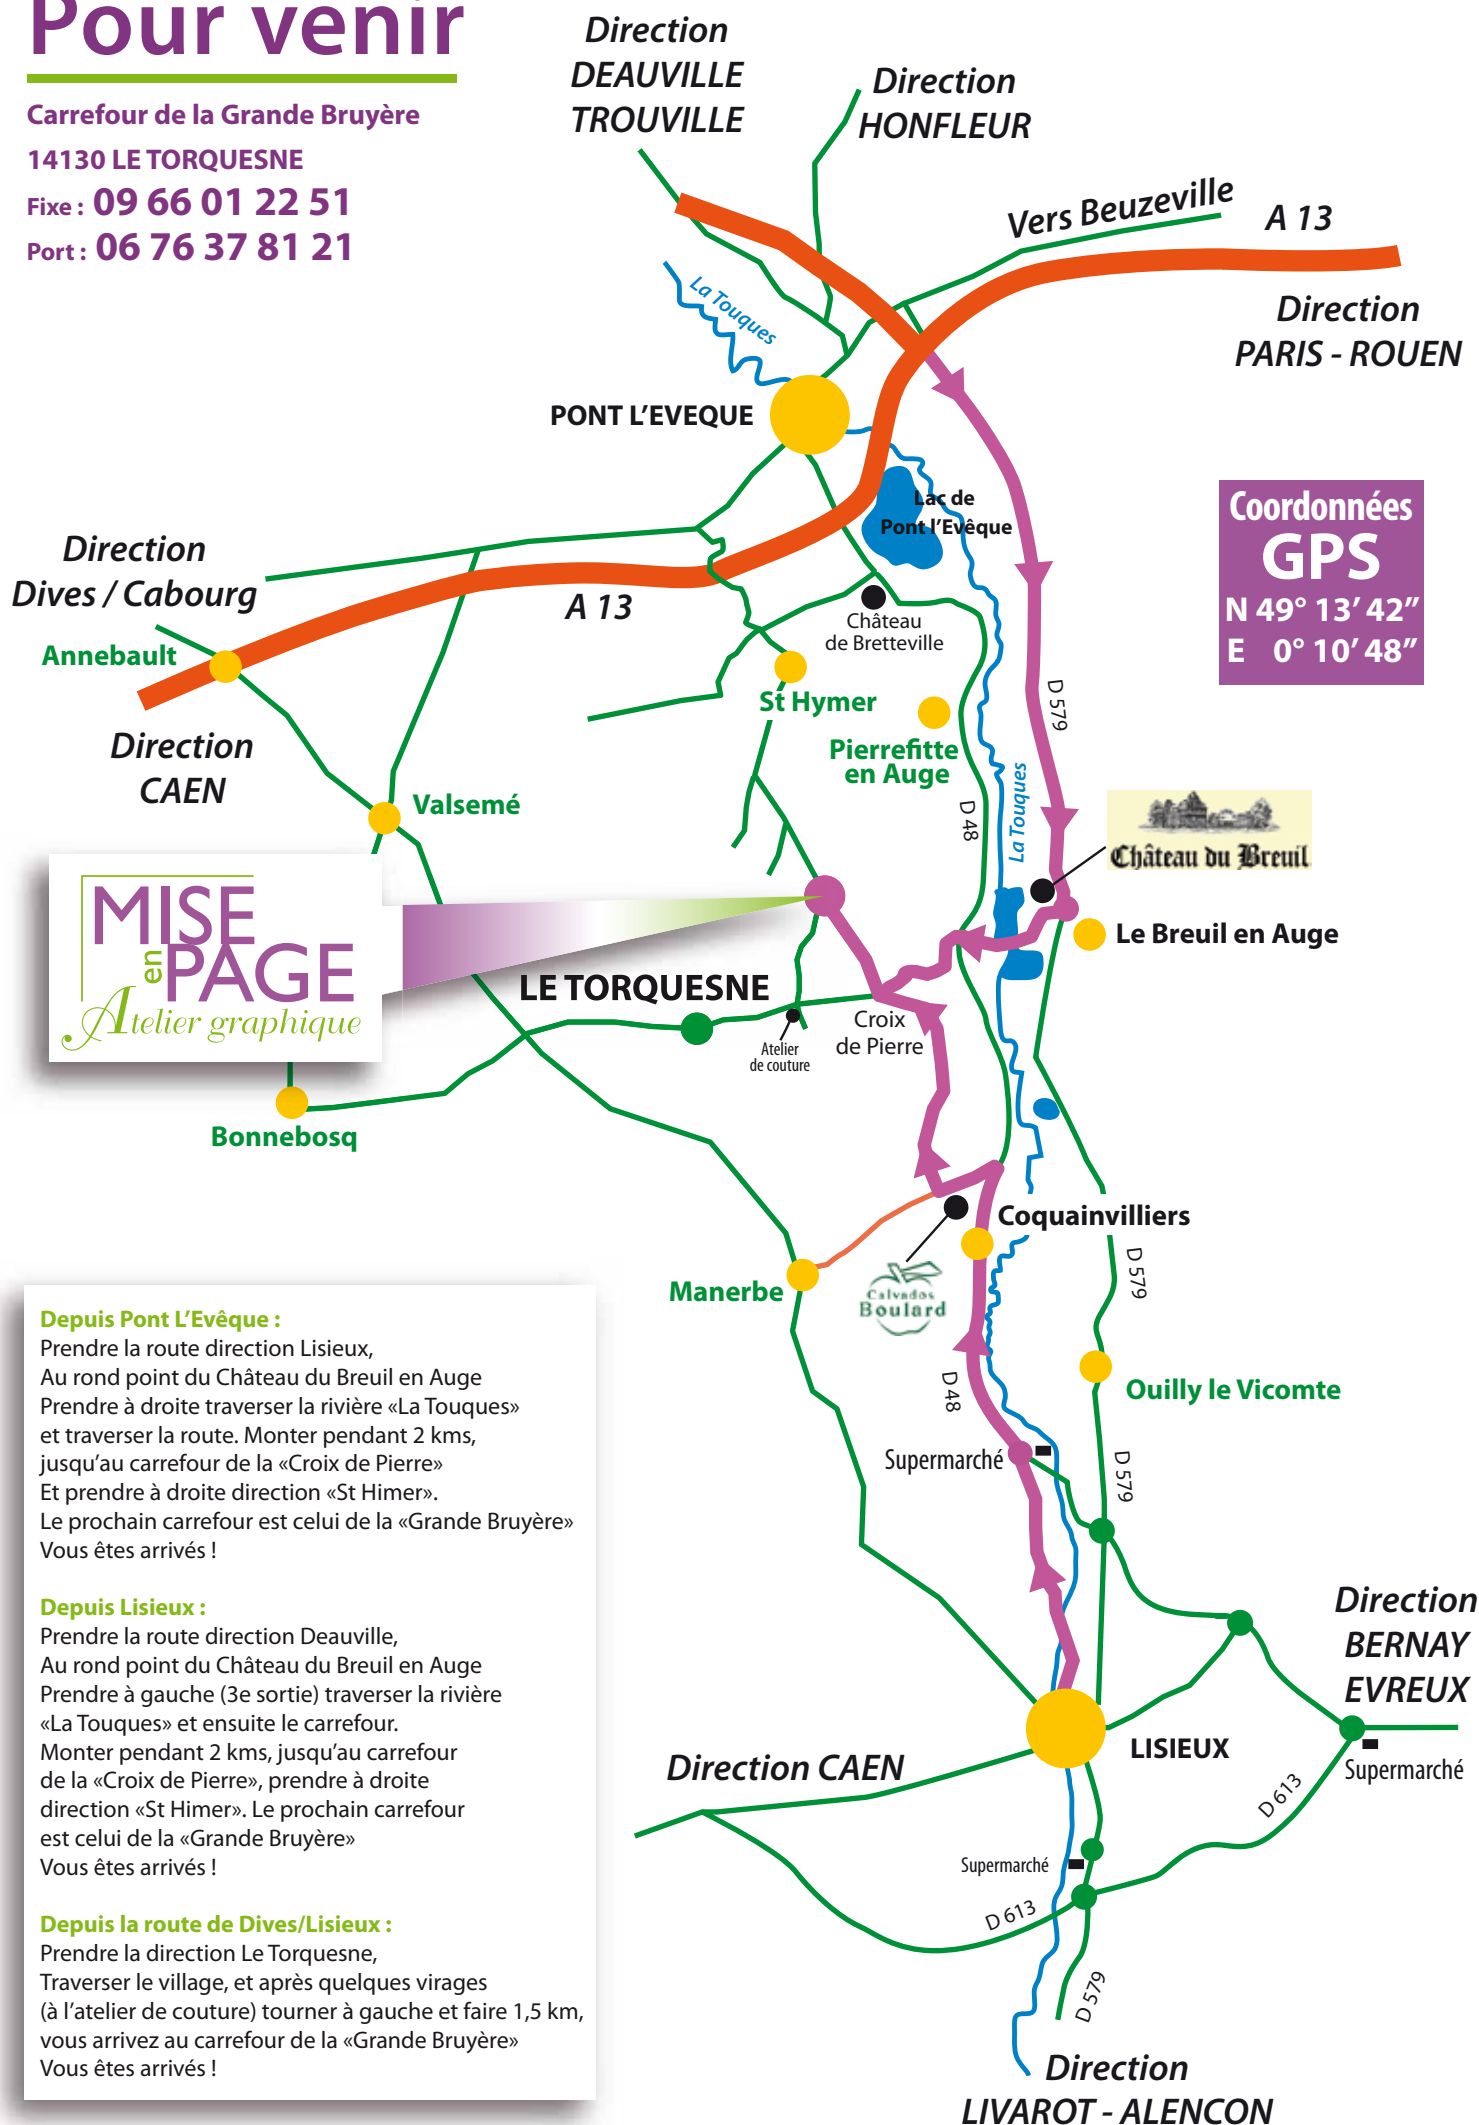 Pour venir
Carrefour de la Grande Bruyère
14130 LE TORQUESNE
Fixe : 09 66 01 22 51
Port : 06 76 37 81 21
Direction
DEAUVILLE
TROUVILLE
Direction
HONFLEUR
Vers Beuzeville
A 13
Direction
PARIS - ROUEN
La Touques
PONT L’EVEQUE
Lac de
Pont l’Evêque
Coordonnées
GPS
N 49° 13’ 42”
E 0° 10’ 48”
Direction
Dives / Cabourg
A 13
Annebault
Direction
CAEN
Château
de Bretteville
St Hymer
Pierrefitte
en Auge
D 579
D 48
La Touques
Valsemé
Château du Breuil
Le Breuil en Auge
MISE
en
PAGE
Atelier graphique
LE TORQUESNE
Croix
de Pierre
Atelier
de couture
Bonnebosq
Coquainvilliers
Calvados
Boulard
Manerbe
D 579
D 48
Ouilly le Vicomte
Supermarché
D 579
Depuis Pont L’Evêque :
Prendre la route direction Lisieux,
Au rond point du Château du Breuil en Auge
Prendre à droite traverser la rivière «La Touques»
et traverser la route. Monter pendant 2 kms,
jusqu’au carrefour de la «Croix de Pierre»
Et prendre à droite direction «St Himer».
Le prochain carrefour est celui de la «Grande Bruyère»
Vous êtes arrivés !
Depuis Lisieux :
Prendre la route direction Deauville,
Au rond point du Château du Breuil en Auge
Prendre à gauche (3e sortie) traverser la rivière
«La Touques» et ensuite le carrefour.
Monter pendant 2 kms, jusqu’au carrefour
de la «Croix de Pierre», prendre à droite
direction «St Himer». Le prochain carrefour
est celui de la «Grande Bruyère»
Vous êtes arrivés !
Depuis la route de Dives/Lisieux :
Prendre la direction Le Torquesne,
Traverser le village, et après quelques virages
(à l’atelier de couture) tourner à gauche et faire 1,5 km,
vous arrivez au carrefour de la «Grande Bruyère»
Vous êtes arrivés !
Direction
BERNAY
EVREUX
LISIEUX
Direction CAEN
Supermarché
D 613
Supermarché
D 613
D 579
Direction
LIVAROT - ALENCON